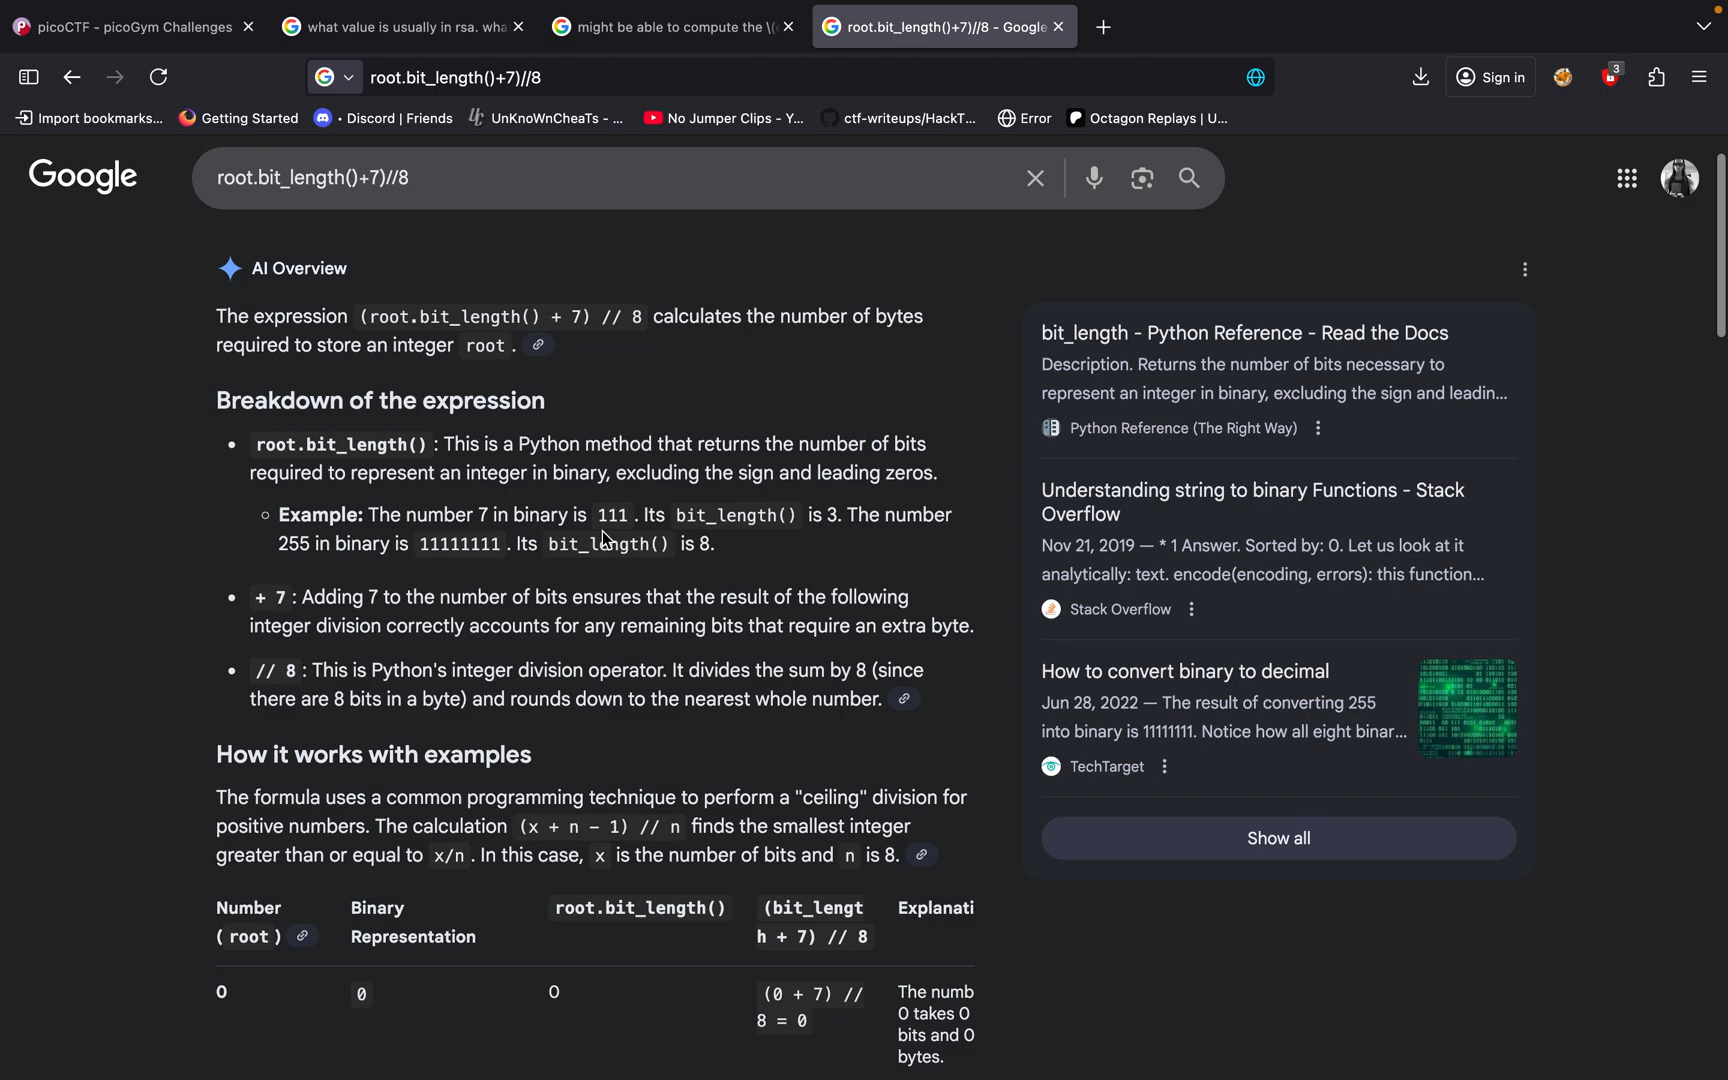 picoCTF - picoGym Challenges
what value is usually in rsa. wha
might be able to compute the \(
root.bit_length()+7)//8 - Google
root.bit_length()+7)//8
Sign in
3
Import bookmarks...
Getting Started
• Discord | Friends
UnKnoWnCheaTs - ...
No Jumper Clips - Y...
ctf-writeups/HackT...
Error
Octagon Replays | U...
Google
root.bit_length()+7)//8
AI Overview
The expression (root.bit_length() + 7) // 8 calculates the number of bytes
required to store an integer root .
Breakdown of the expression
• root.bit_length() : This is a Python method that returns the number of bits
required to represent an integer in binary, excluding the sign and leading zeros.
○ Example: The number 7 in binary is 111 . Its bit_length() is 3. The number
255 in binary is 11111111 . Its bit_length() is 8.
• + 7 : Adding 7 to the number of bits ensures that the result of the following
integer division correctly accounts for any remaining bits that require an extra byte.
• // 8 : This is Python's integer division operator. It divides the sum by 8 (since
there are 8 bits in a byte) and rounds down to the nearest whole number.
How it works with examples
The formula uses a common programming technique to perform a "ceiling" division for
positive numbers. The calculation (x + n - 1) // n finds the smallest integer
greater than or equal to x/n . In this case, x is the number of bits and n is 8.
Number Binary root.bit_length() (bit_lengt Explanati
( root ) Representation h + 7) // 8
0 0 0 (0 + 7) // The numb
8 = 0 0 takes 0
bits and 0
bytes.
bit_length - Python Reference - Read the Docs
Description. Returns the number of bits necessary to
represent an integer in binary, excluding the sign and leadin...
Python Reference (The Right Way)
Understanding string to binary Functions - Stack
Overflow
Nov 21, 2019 — * 1 Answer. Sorted by: 0. Let us look at it
analytically: text. encode(encoding, errors): this function...
Stack Overflow
How to convert binary to decimal
Jun 28, 2022 — The result of converting 255
into binary is 11111111. Notice how all eight binar...
TechTarget
Show all